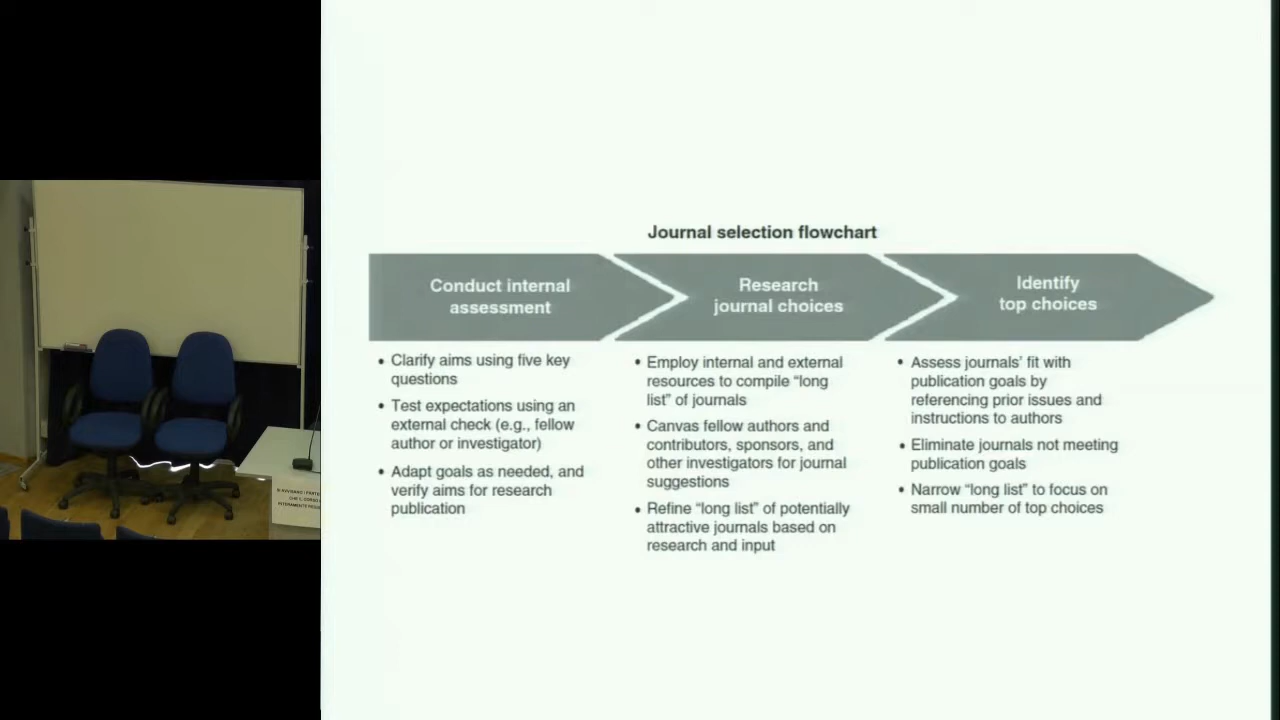 Journal selection flowchart
Conduct internal
assessment
• Clarify aims using five key
questions
• Test expectations using an
external check (e.g., fellow
author or investigator)
• Adapt goals as needed, and
verify aims for research
publication
Research
journal choices
• Employ internal and external
resources to compile “long
list” of journals
• Canvas fellow authors and
contributors, sponsors, and
other investigators for journal
suggestions
• Refine “long list” of potentially
attractive journals based on
research and input
Identify
top choices
• Assess journals’ fit with
publication goals by
referencing prior issues and
instructions to authors
• Eliminate journals not meeting
publication goals
• Narrow “long list” to focus on
small number of top choices
CHE IL CORSO
INTERAMENTE